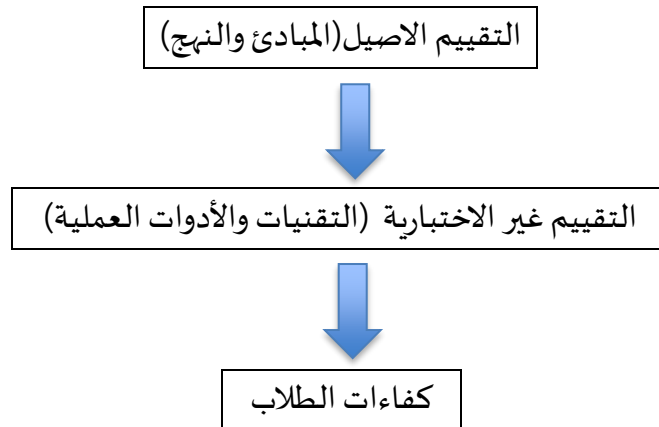 التقييم الاصيل(المبادئ والنهج)
التقييم غير الاختبارية (التقنيات والأدوات العملية)
كفاءات الطلاب